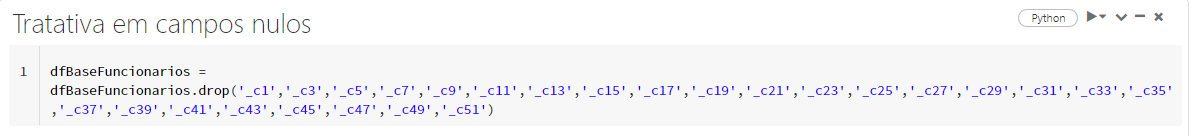 Tratativa em campos nulos
Python
1
dfBaseFuncionarios =
dfBaseFuncionarios.drop('_c1','_c3','_c5','_c7','_c9','_c11','_c13','_c15','_c17','_c19','_c21','_c23','_c25','_c27','_c29','_c31','_c33','_c35'
,'_c37','_c39','_c41','_c43','_c45','_c47','_c49','_c51')